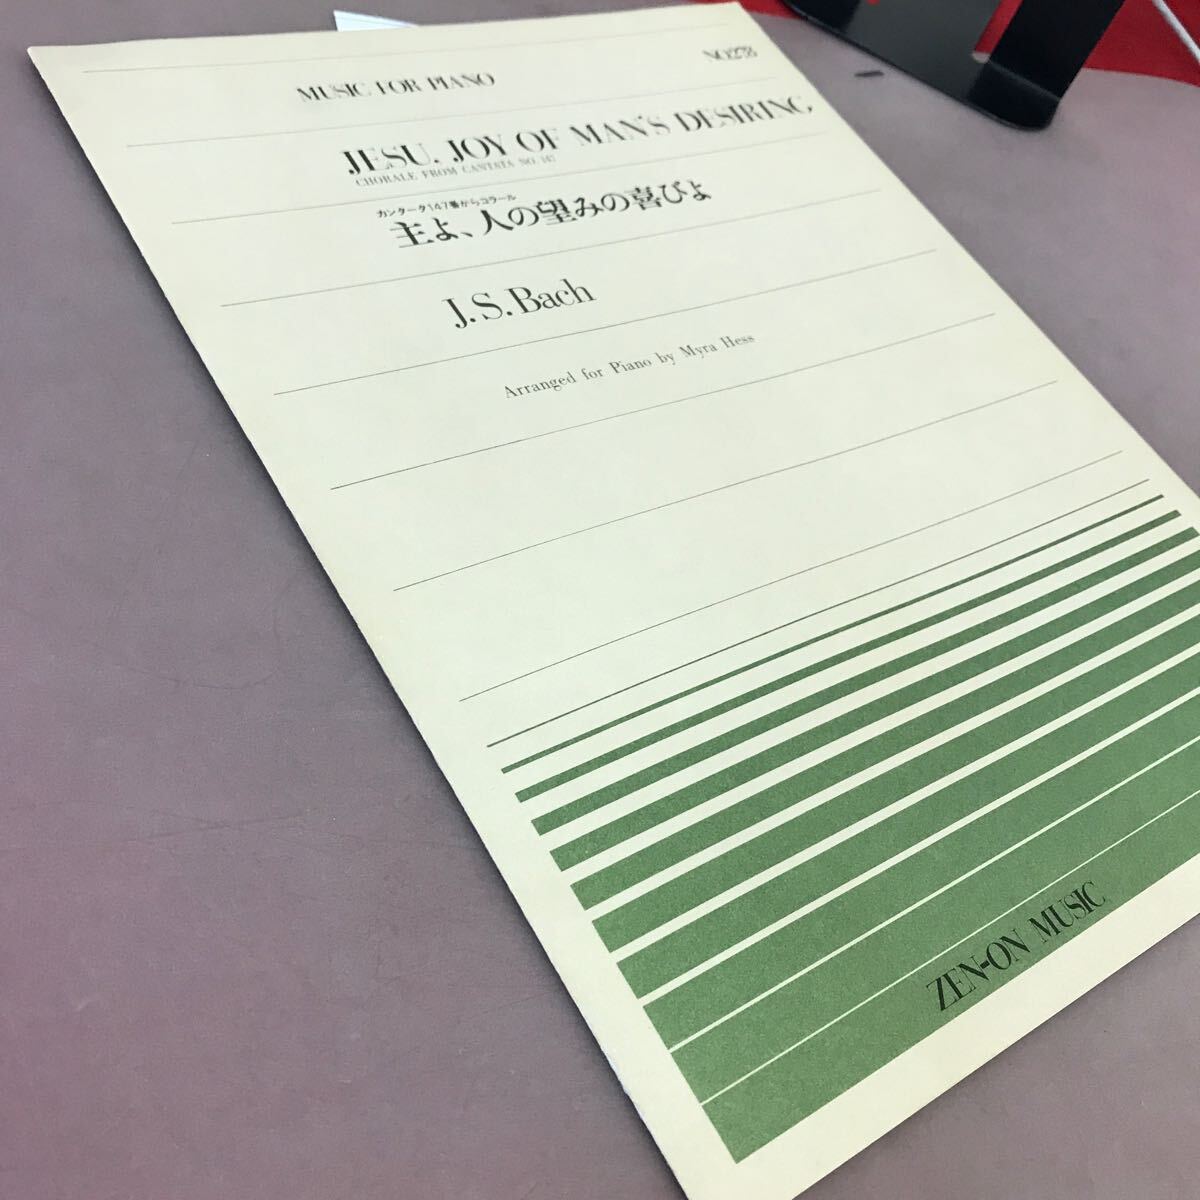 MUSIC FOR PIANO
JESU, JOY OF MAN'S DESIRING
CHORALE FROM CANTATA NO. 147
カンタータ147番からコラール
主よ、人の望みの喜びよ
J.S.Bach
Arranged for Piano by Myra Hess
ZEN-ON MUSIC